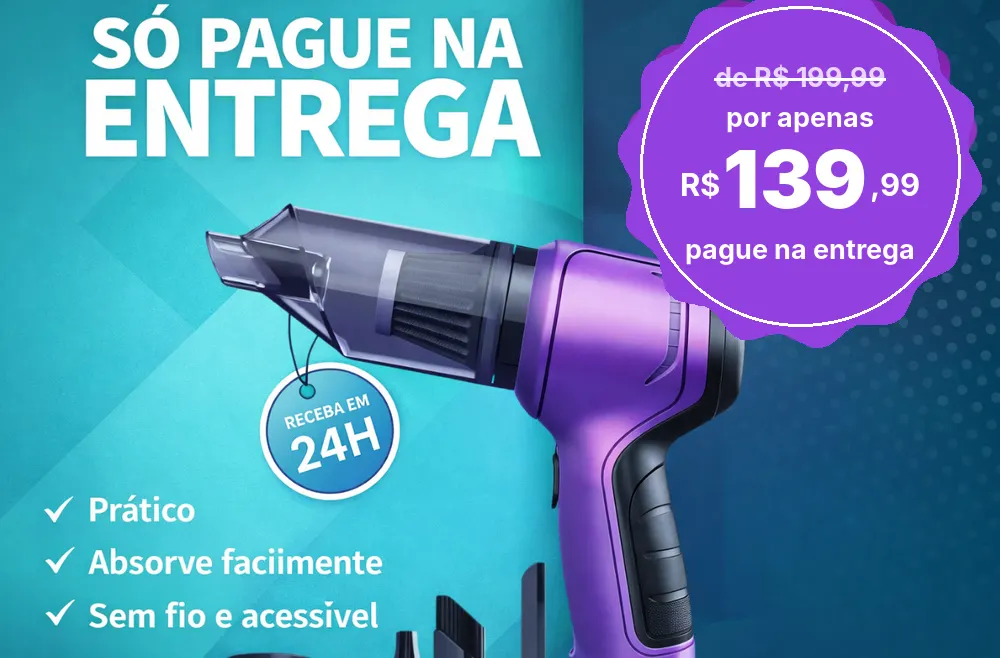 SÓ PAGUE NA
ENTREGA
de R$ 199,99
por apenas
R$ 139,99
pague na entrega
RECEBA EM
24H
✓ Prático
✓ Absorve faciimente
✓ Sem fio e acessível